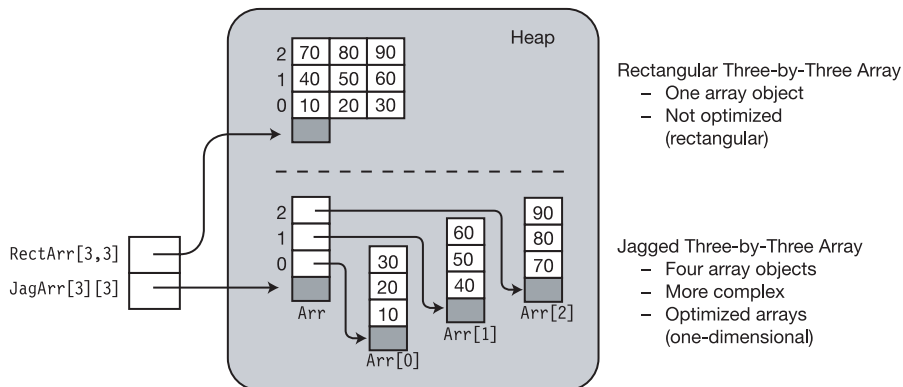 Heap
2 70 80 90
1 40 50 60
0 10 20 30
Rectangular Three-by-Three Array
– One array object
– Not optimized
(rectangular)
RectArr[3,3]
JagArr[3][3]
2
1
0
Arr
30
20
10
Arr[0]
60
50
40
Arr[1]
90
80
70
Arr[2]
Jagged Three-by-Three Array
– Four array objects
– More complex
– Optimized arrays
(one-dimensional)